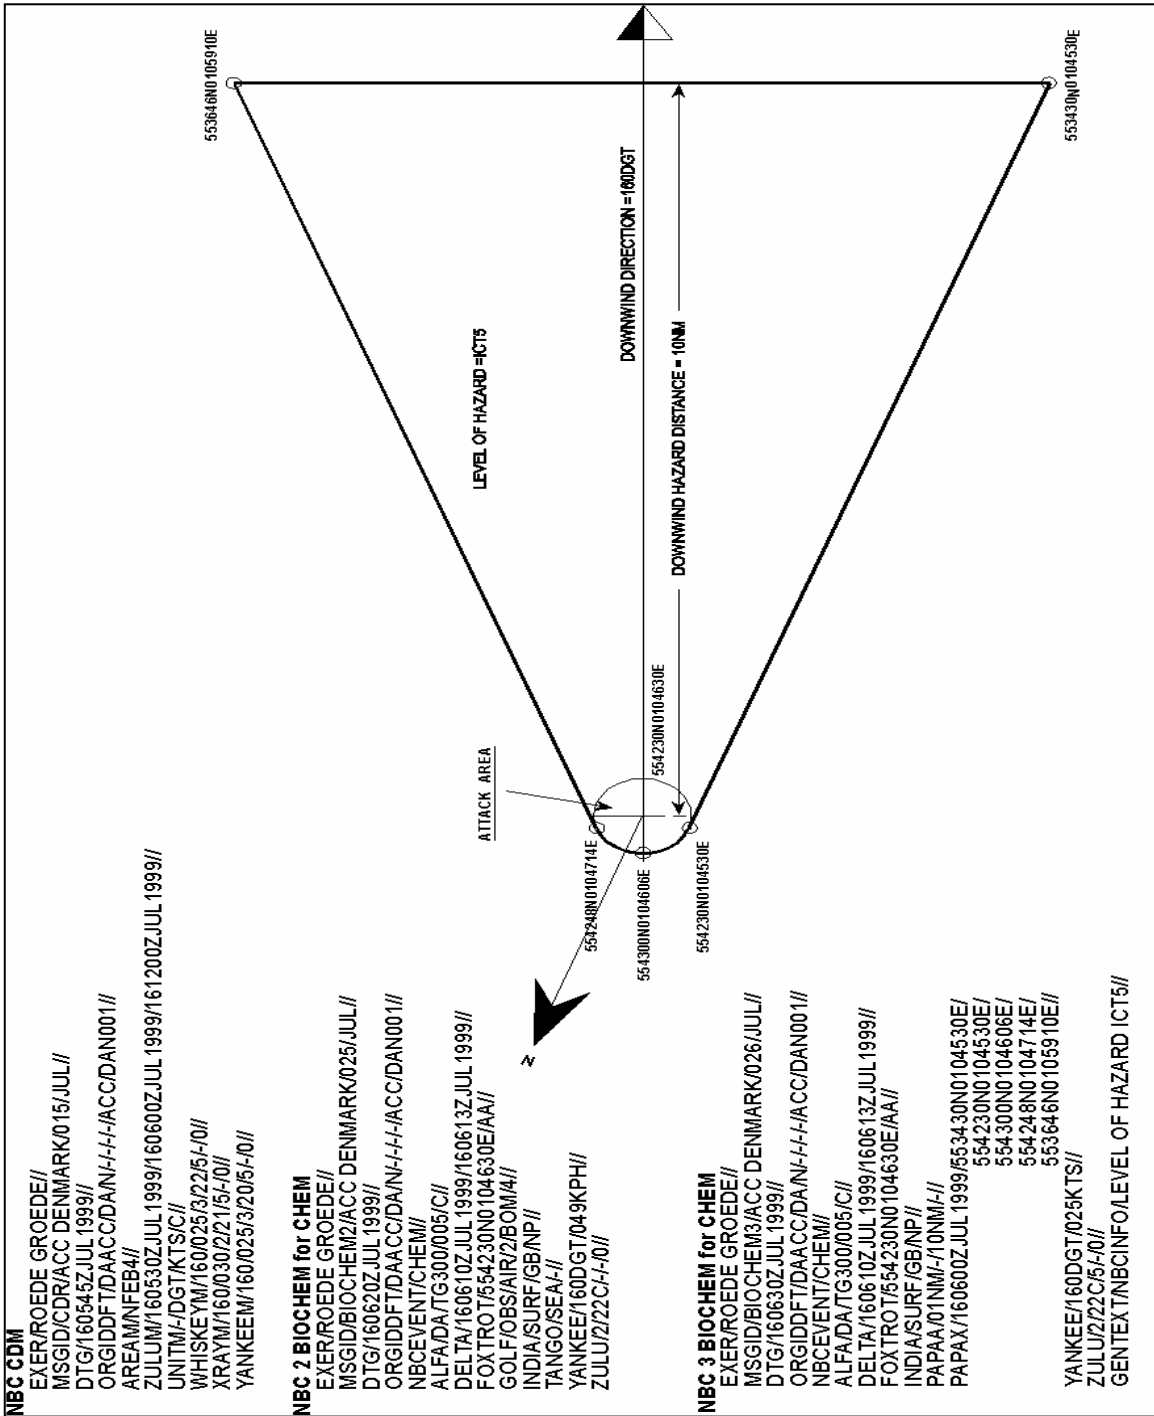 NBC CDM
EXER/ROEDE GROEDE//
MSGID/CDR/ACC DENMARK/015/JUL//
DTG/160545ZJUL1999//
ORGIDDFT/DAACC/DA/N/-/-/-/ACC/DAN001//
AREAM/NFEB4//
ZULUM/160530ZJUL1999/160600ZJUL1999/161200ZJUL1999//
UNITM/-/DGT/KTS/C//
WHISKEYM/160/025/3/22/5/-/0//
XRAYM/160/030/2/21/5/-/0//
YANKEEM/160/025/3/20/5/-/0//
NBC 2 BIOCHEM for CHEM
EXER/ROEDE GROEDE//
MSGID/BIOCHEM2/ACC DENMARK/025/JUL//
DTG/160620ZJUL1999//
ORGIDDFT/DAACC/DA/N/-/-/-/ACC/DAN001//
NBCEVENT/CHEM//
ALFA/DA/TG300/005/C//
DELTA/160610ZJUL1999/160613ZJUL1999//
FOXTROT/554230N0104630E/AA//
GOLF/OBS/AIR/2/BOM/4//
INDIA/SURF/GB/NP//
TANGO/SEA/-//
YANKEE/160DGT/049KPH//
ZULU/2/22C/-/-/0//
NBC 3 BIOCHEM for CHEM
EXER/ROEDE GROEDE//
MSGID/BIOCHEM3/ACC DENMARK/026/JUL//
DTG/160630ZJUL1999//
ORGIDDFT/DAACC/DA/N/-/-/-/ACC/DAN001//
NBCEVENT/CHEM//
ALFA/DA/TG300/005/C//
DELTA/160610ZJUL1999/160613ZJUL1999//
FOXTROT/554230N0104630E/AA//
INDIA/SURF/GB/NP//
PAPAA/01NM/-/10NM/-//
PAPAX/160600ZJUL1999/553430N0104530E/
554230N0104530E/
554300N0104606E/
554248N0104714E/
553646N0105910E//
YANKEE/160DGT/025KTS//
ZULU/2/22C/5/-/0//
GENTEXT/NBCINFO/LEVEL OF HAZARD ICT5//
N
554248N0104714E
554300N0104606E
554230N0104530E
ATTACK AREA
554230N0104630E
LEVEL OF HAZARD =ICT5
DOWNWIND DIRECTION =160DGT
DOWNWIND HAZARD DISTANCE = 10NM
553646N0105910E
553430N0104530E